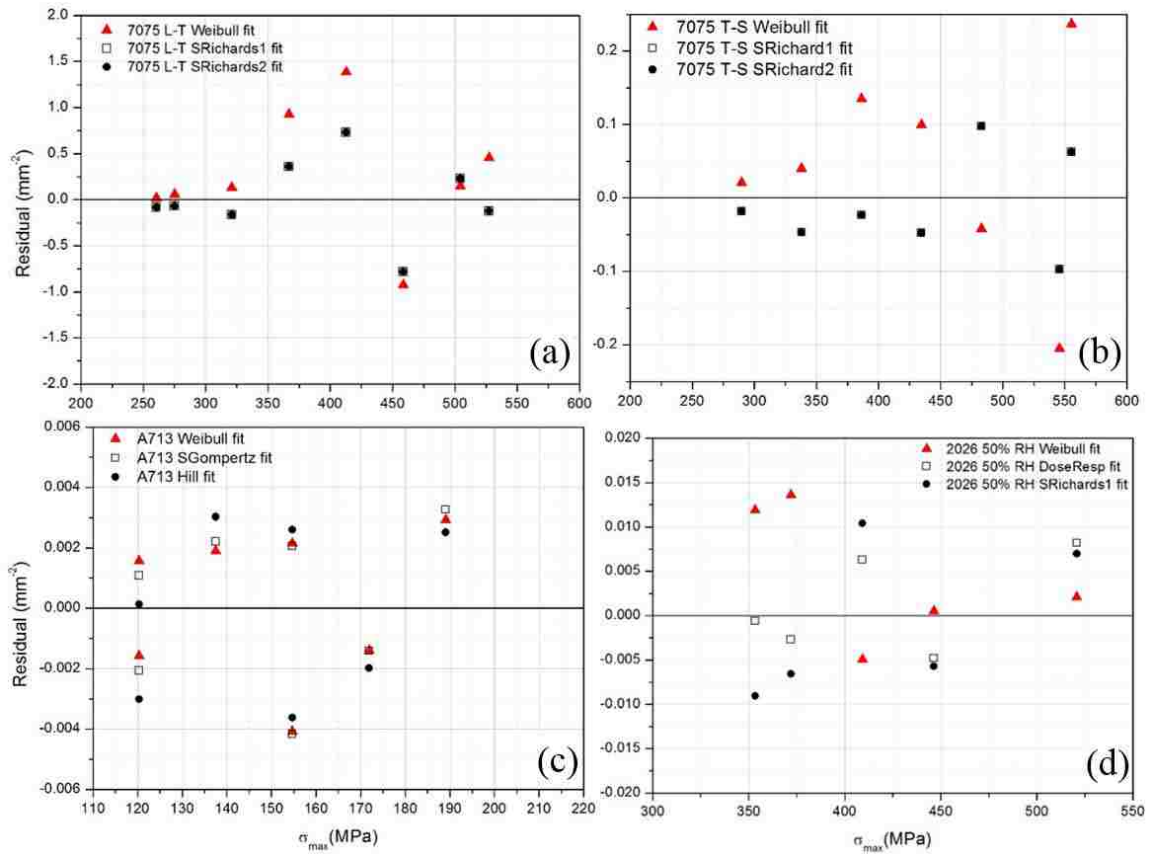 7075 L-T Weibull fit
7075 L-T SRichards1 fit
7075 L-T SRichards2 fit
2.0
1.5
1.0
0.5
0.0
-0.5
-1.0
-1.5
-2.0
Residual (mm-2)
200 250 300 350 400 450 500 550 600
(a)
7075 T-S Weibull fit
7075 T-S SRichard1 fit
7075 T-S SRichard2 fit
0.2
0.1
0.0
-0.1
-0.2
200 250 300 350 400 450 500 550 600
(b)
A713 Weibull fit
A713 SGompertz fit
A713 Hill fit
0.006
0.004
0.002
0.000
-0.002
-0.004
-0.006
Residual (mm-2)
110 120 130 140 150 160 170 180 190 200 210 220
σmax(MPa)
(c)
2026 50% RH Weibull fit
2026 50% RH DoseResp fit
2026 50% RH SRichards1 fit
0.020
0.015
0.010
0.005
0.000
-0.005
-0.010
-0.015
-0.020
300 350 400 450 500 550
σmax(MPa)
(d)